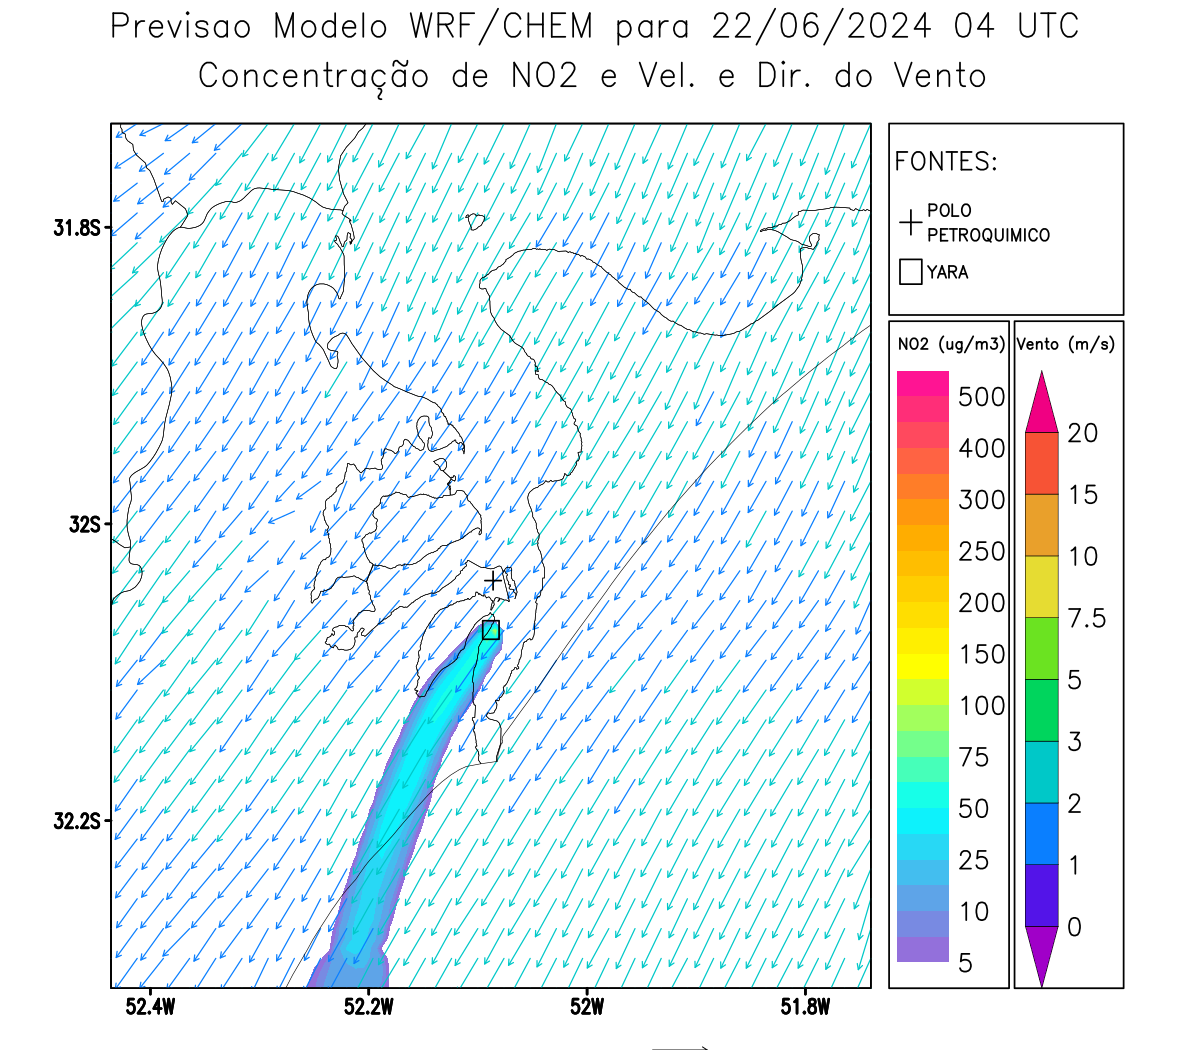 Previsao Modelo WRF/CHEM para 22/06/2024 04 UTC
Concentração de NO2 e Vel. e Dir. do Vento
FONTES:
POLO
PETROQUIMICO
YARA
NO2 (ug/m3)
500
400
300
250
200
150
100
75
50
25
10
5
Vento (m/s)
20
15
10
7.5
5
3
2
1
0
31.8S
32S
32.2S
52.4W
52.2W
52W
51.8W